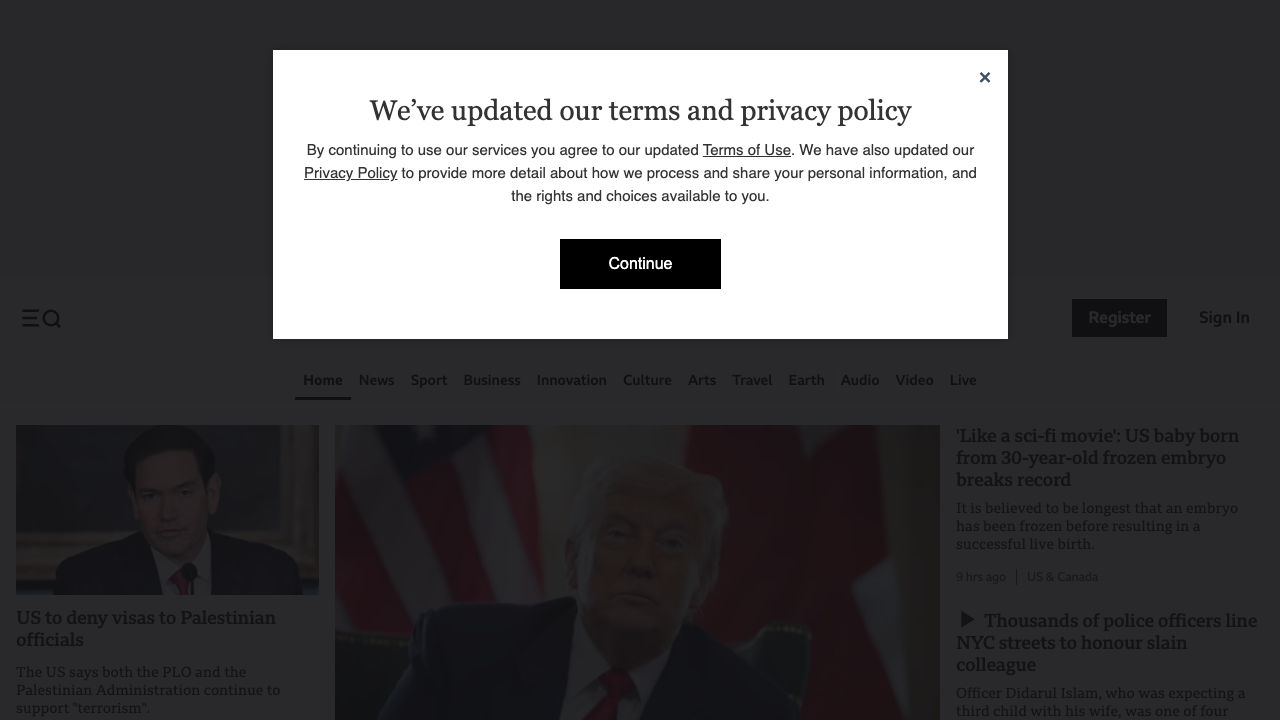 ×
We’ve updated our terms and privacy policy
By continuing to use our services you agree to our updated Terms of Use. We have also updated our
Privacy Policy to provide more detail about how we process and share your personal information, and
the rights and choices available to you.
Continue
Register
Sign In
Home News Sport Business Innovation Culture Arts Travel Earth Audio Video Live
US to deny visas to Palestinian
officials
The US says both the PLO and the
Palestinian Administration continue to
support "terrorism".
'Like a sci-fi movie': US baby born
from 30-year-old frozen embryo
breaks record
It is believed to be longest that an embryo
has been frozen before resulting in a
successful live birth.
9 hrs ago | US & Canada
Thousands of police officers line
NYC streets to honour slain
colleague
Officer Didarul Islam, who was expecting a
third child with his wife, was one of four